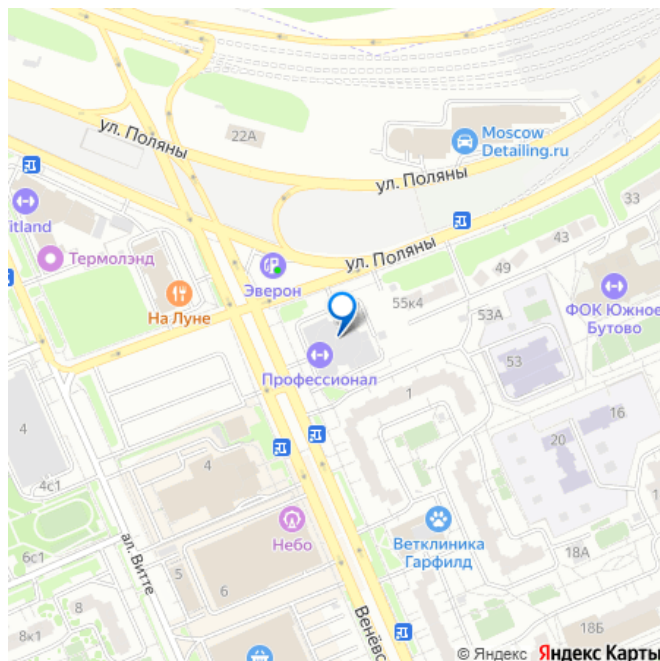 ул. Поляны
22А
Moscow
Detailing.ru
ул. Поляны
33
43
49
ул. Поляны
Термолэнд
Эверон
На Луне
55к4
53А
ФОК Южное
Бутово
53
Профессионал
1
16
20
4
4
4с1
Небо
Ветклиника
Гарфилд
18А
6с1
ал. Витте
5
6
8
8к1
18Б
Венёвс
© Яндекс Яндекс Карты